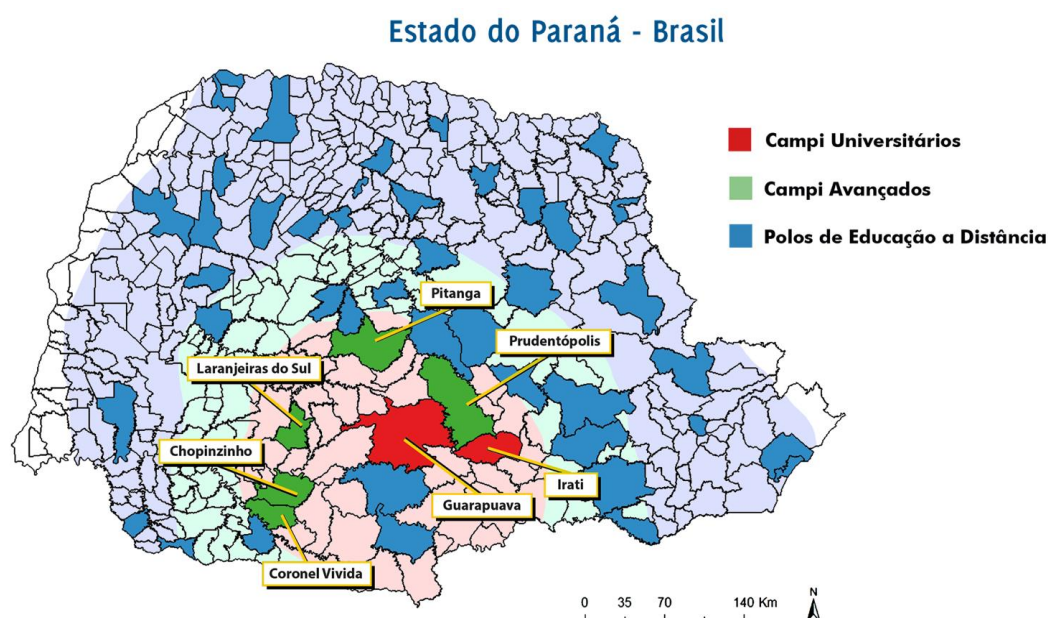 Estado do Paraná - Brasil
Campi Universitários
Campi Avançados
Polos de Educação a Distância
Pitanga
Prudentópolis
Laranjeiras do Sul
Chopinzinho
Irati
Guarapuava
Coronel Vivida
0 35 70 140 Km
N